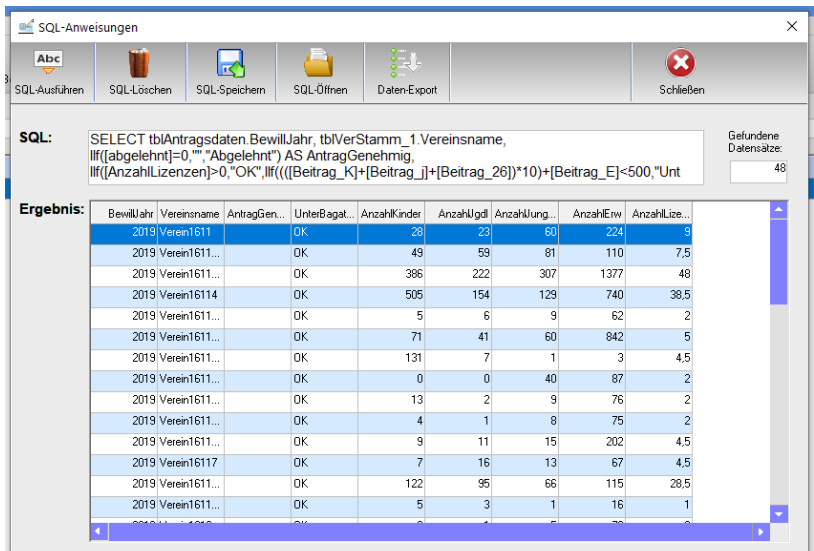 SQL-Anweisungen
Abc
SQL-Ausführen SQL-Löschen SQL-Speichern SQL-Öffnen Daten-Export Schließen
SQL: SELECT tblAntragsdaten.BewillJahr, tblVerStamm_1.Vereinsname,
IIf([abgelehnt]=0,"","Abgelehnt") AS AntragGenehmig,
IIf([AnzahlLizenzen]>0,"OK",IIf((([Beitrag_K]+[Beitrag_j]+[Beitrag_26])*10)+[Beitrag_E]<500,"Unt
Gefundene
Datensätze:
48
Ergebnis:
BewillJahr Vereinsname AntragGen... UnterBagat... AnzahlKinder AnzahlJgdl AnzahlJung... AnzahlErw AnzahlLize...
2019 Verein1611 OK 28 23 60 224 9
2019 Verein1611... OK 49 59 81 110 7,5
2019 Verein1611... OK 386 222 307 1377 48
2019 Verein16114 OK 505 154 129 740 38,5
2019 Verein1611... OK 5 6 9 62 2
2019 Verein1611... OK 71 41 60 842 5
2019 Verein1611... OK 131 7 1 3 4,5
2019 Verein1611... OK 0 0 40 87 2
2019 Verein1611... OK 13 2 9 76 2
2019 Verein1611... OK 4 1 8 75 2
2019 Verein1611... OK 9 11 15 202 4,5
2019 Verein16117 OK 7 16 13 67 4,5
2019 Verein1611... OK 122 95 66 115 28,5
2019 Verein1611... OK 5 3 1 16 1